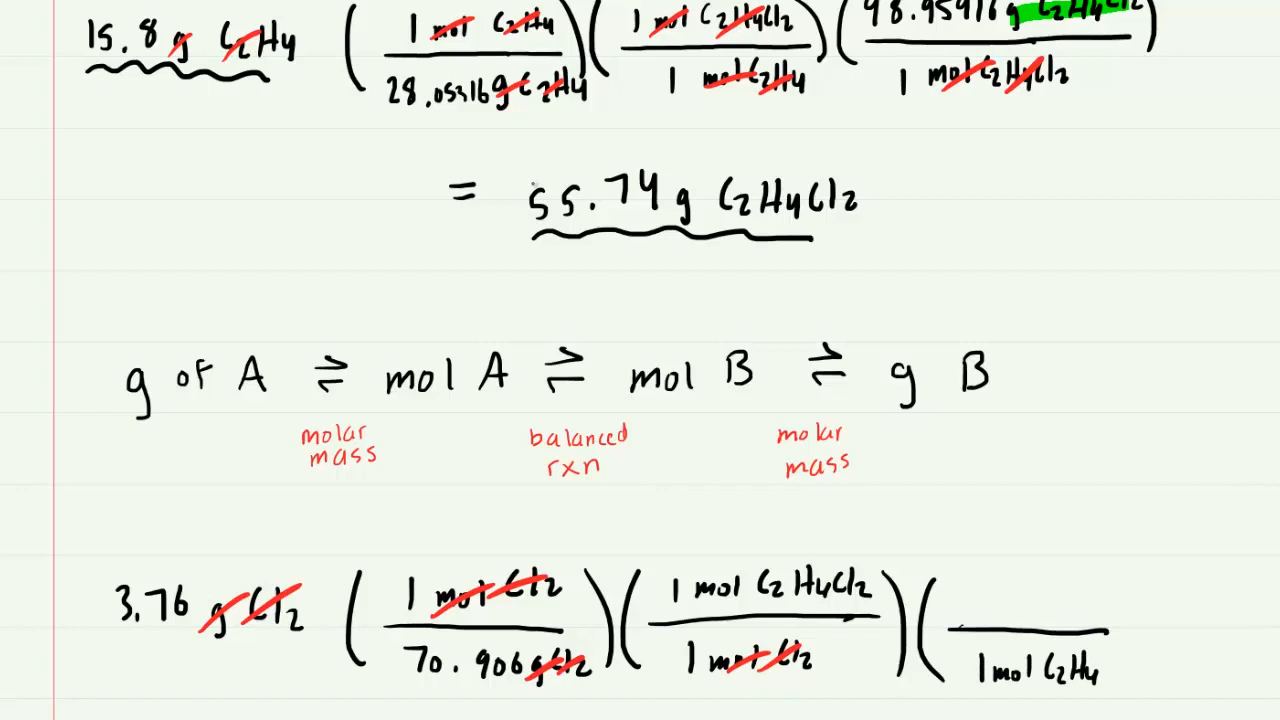 15.8 g C₂H₄ ( 1 mol C₂H₄ ) ( 1 mol C₂H₄Cl₂ ) ( 98.95916 g C₂H₄Cl₂ )
28.05316 g C₂H₄ 1 mol C₂H₄ 1 mol C₂H₄Cl₂
= 55.74 g C₂H₄Cl₂
g of A ⇌ mol A ⇌ mol B ⇌ g B
molar mass balanced rxn molar mass
3.76 g Cl₂ ( 1 mol Cl₂ ) ( 1 mol C₂H₄Cl₂ ) (
70.906 g Cl₂ 1 mol Cl₂ 1 mol C₂H₄